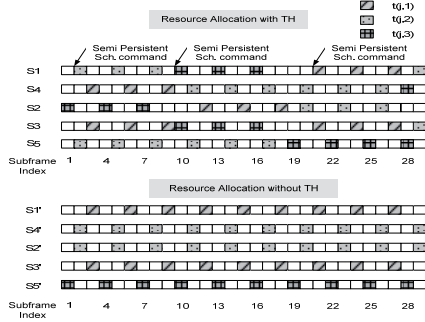 t(j,1)
Resource Allocation with TH
t(j,2)
t(j,3)
Semi Persistent
Sch. command
Semi Persistent
Sch. command
Semi Persistent
Sch. command
S1
S4
S2
S3
S5
Subframe
Index
1 4 7 10 13 16 19 22 25 28
Resource Allocation without TH
S1'
S4'
S2'
S3'
S5'
Subframe
Index
1 4 7 10 13 16 19 22 25 28